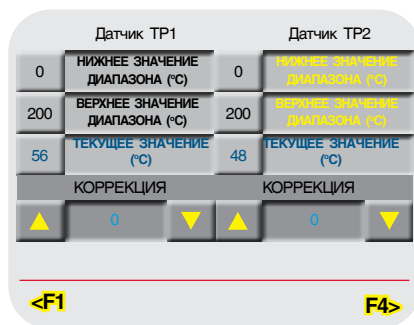 Датчик ТР1 Датчик ТР2
0 НИЖНЕЕ ЗНАЧЕНИЕ ДИАПАЗОНА (°C) 0 НИЖНЕЕ ЗНАЧЕНИЕ ДИАПАЗОНА (°C)
200 ВЕРХНЕЕ ЗНАЧЕНИЕ ДИАПАЗОНА (°C) 200 ВЕРХНЕЕ ЗНАЧЕНИЕ ДИАПАЗОНА (°C)
56 ТЕКУЩЕЕ ЗНАЧЕНИЕ (°C) 48 ТЕКУЩЕЕ ЗНАЧЕНИЕ (°C)
КОРРЕКЦИЯ КОРРЕКЦИЯ
0 0
<F1 F4>